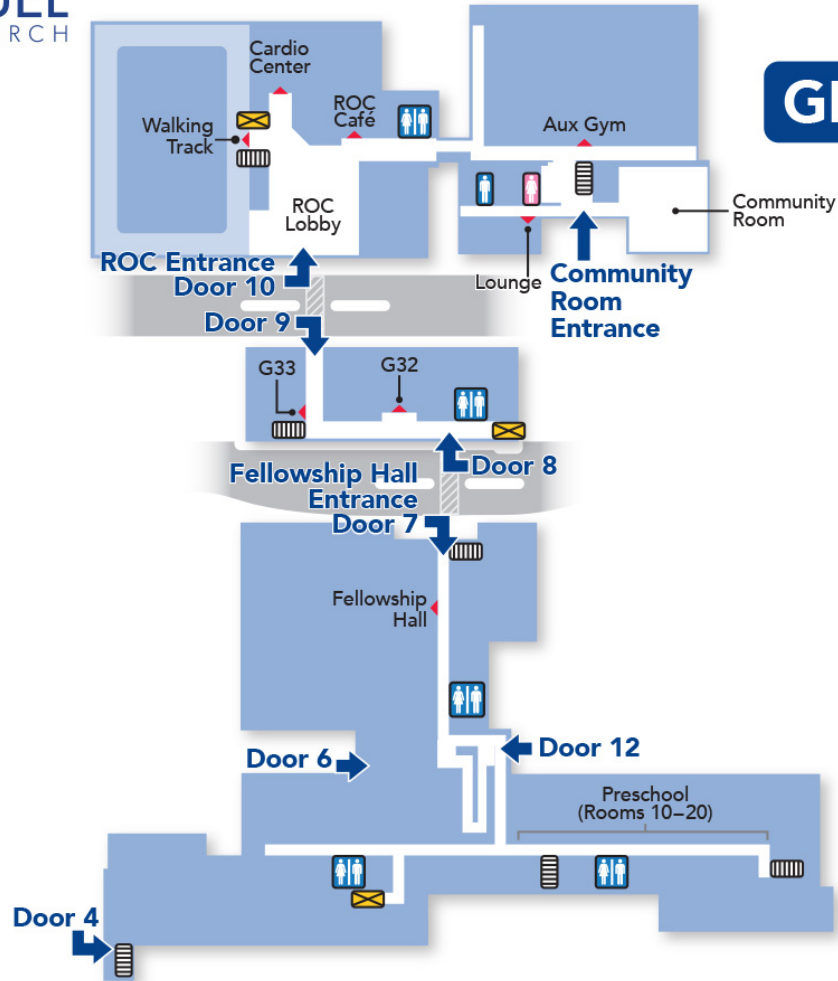 RCH
Cardio
Center
ROC
Café
Walking
Track
Aux Gym
ROC
Lobby
Community
Room
ROC Entrance
Door 10
Lounge
Community
Room
Entrance
Door 9
G33
G32
Door 8
Fellowship Hall
Entrance
Door 7
Fellowship
Hall
Door 6
Door 12
Preschool
(Rooms 10–20)
Door 4